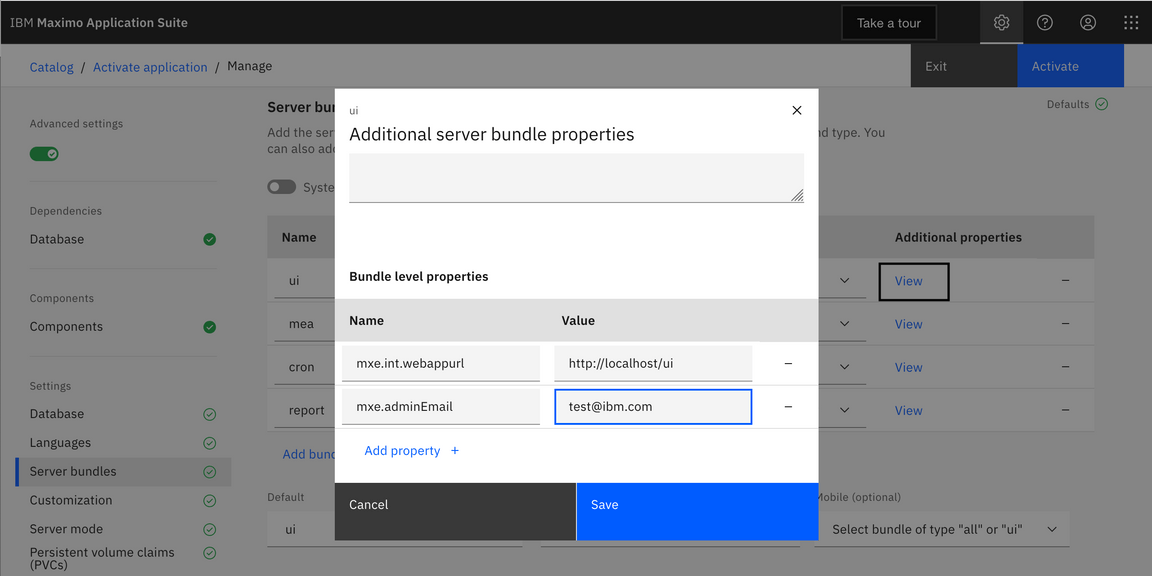 IBM Maximo Application Suite
Take a tour
Catalog / Activate application / Manage
Exit
Activate
Advanced settings
Dependencies
Database
Components
Components
Settings
Database
Languages
Server bundles
Customization
Server mode
Persistent volume claims
(PVCs)
Server bun
Defaults
Add the ser
nd type. You
can also add
Syste
Name
Additional properties
ui
View
mea
View
cron
View
report
View
Add bund
Default
Mobile (optional)
ui
Select bundle of type "all" or "ui"
ui
Additional server bundle properties
Bundle level properties
Name Value
mxe.int.webappurl http://localhost/ui
mxe.adminEmail test@ibm.com
Add property +
Cancel
Save